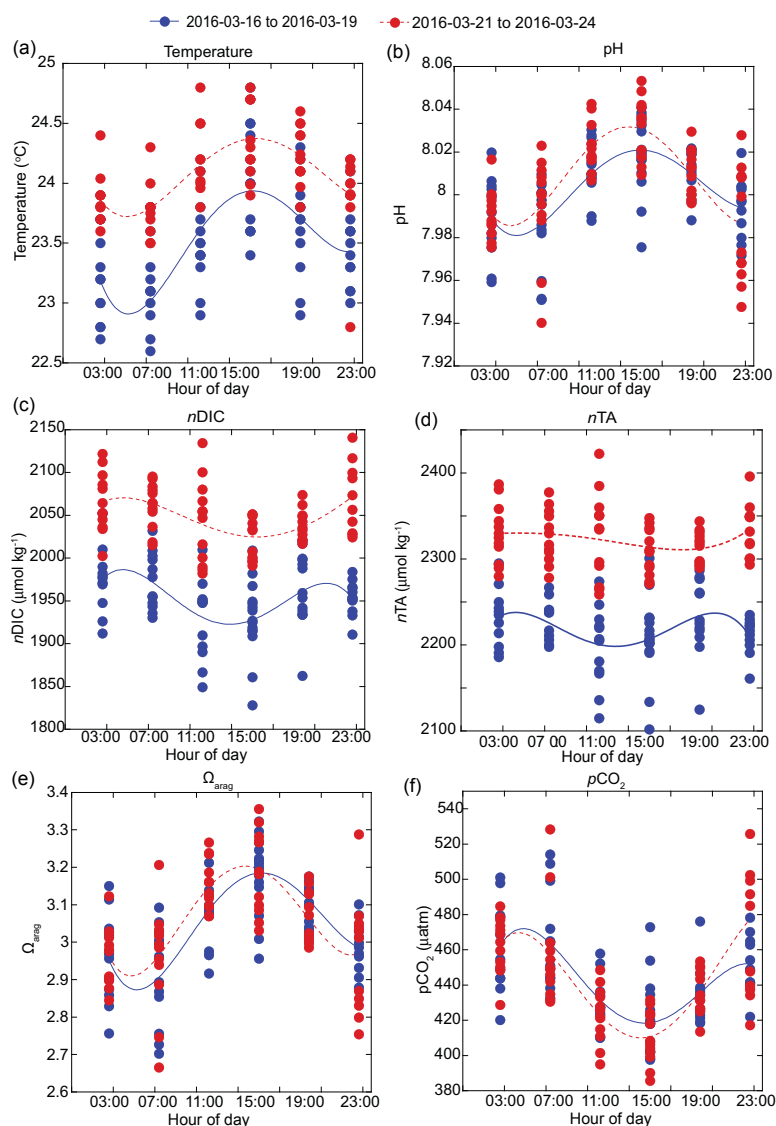 2016-03-16 to 2016-03-19 2016-03-21 to 2016-03-24
(a) Temperature
25
24.5
24
23.5
23
22.5
Temperature (°C)
03:00 07:00 11:00 15:00 19:00 23:00
Hour of day
(b) pH
8.06
8.04
8.02
8
7.98
7.96
7.94
7.92
pH
03:00 07:00 11:00 15:00 19:00 23:00
Hour of day
(c) nDIC
2150
2100
2050
2000
1950
1900
1850
1800
nDIC (μmol kg⁻¹)
03:00 07:00 11:00 15:00 19:00 23:00
Hour of day
(d) nTA
2400
2300
2200
2100
nTA (μmol kg⁻¹)
03:00 07 00 11:00 15:00 19:00 23:00
Hour of day
(e) Ωarag
3.4
3.3
3.2
3.1
3
2.9
2.8
2.7
2.6
Ωarag
03:00 07:00 11:00 15:00 19:00 23:00
Hour of day
(f) pCO₂
540
520
500
480
460
440
420
400
380
pCO₂ (μatm)
03:00 07:00 11:00 15:00 19:00 23:00
Hour of day